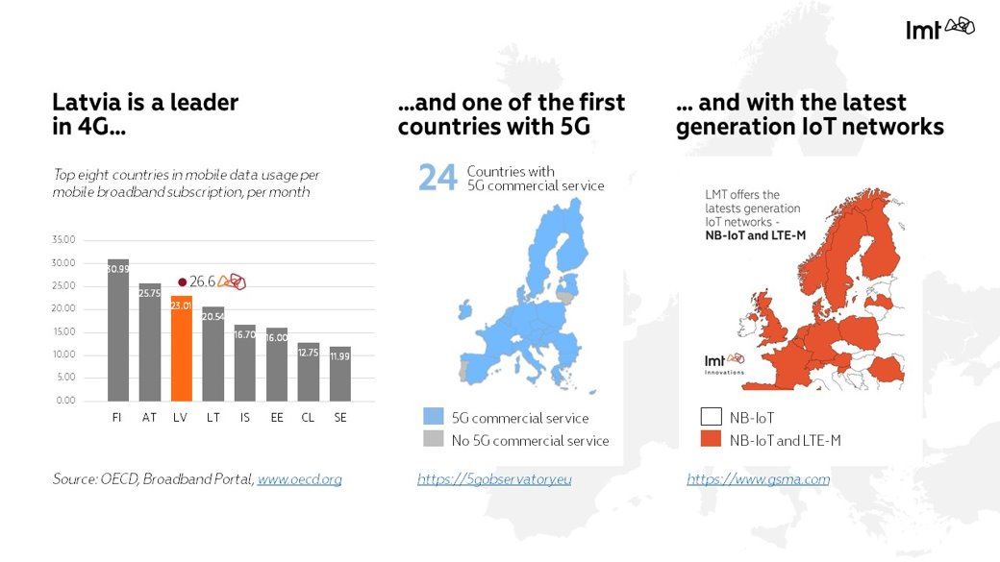 lmt
Latvia is a leader
in 4G...
Top eight countries in mobile data usage per
mobile broadband subscription, per month
35.00
30.00
25.00
20.00
15.00
10.00
5.00
0.00
30.99
25.75
23.01
26.6
20.54
16.70
16.00
12.75
11.99
FI AT LV LT IS EE CL SE
Source: OECD, Broadband Portal, www.oecd.org
...and one of the first
countries with 5G
24 Countries with
5G commercial service
5G commercial service
No 5G commercial service
https://5gobservatory.eu
... and with the latest
generation IoT networks
LMT offers the
latests generation
IoT networks -
NB-IoT and LTE-M
lmt
Innovations
NB-IoT
NB-IoT and LTE-M
https://www.gsma.com